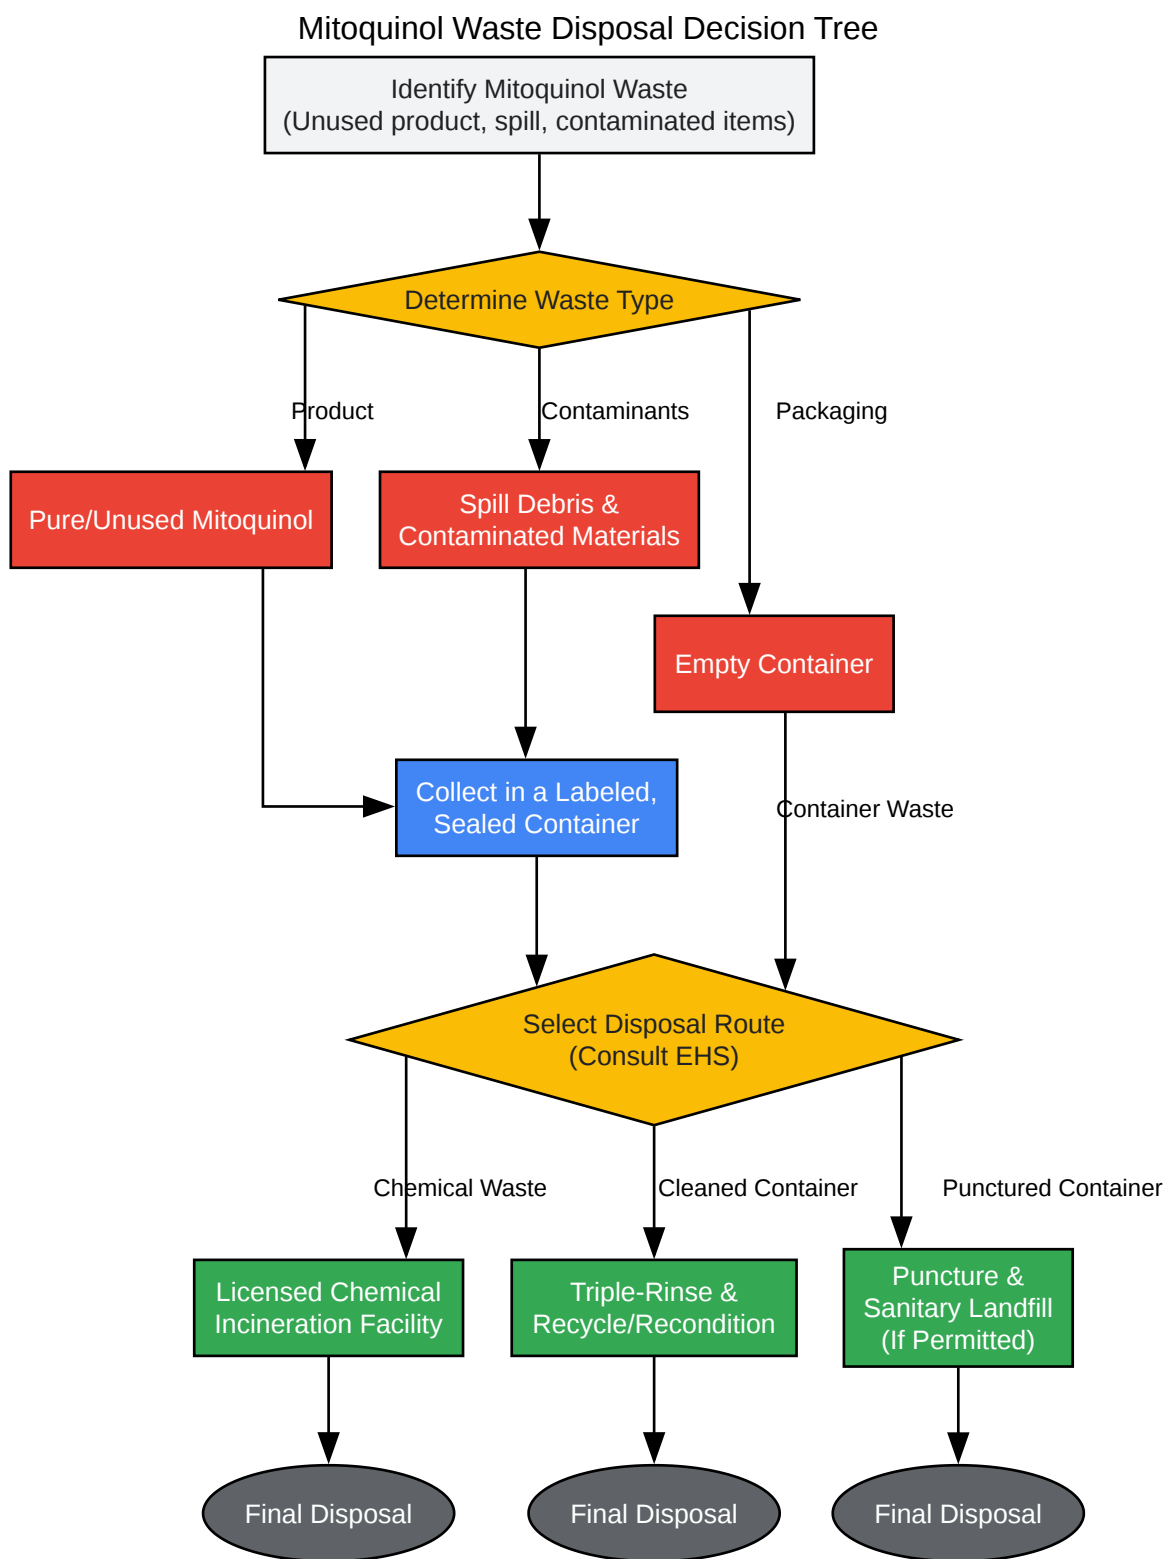 Mitoquinol Waste Disposal Decision Tree
Identify Mitoquinol Waste
(Unused product, spill, contaminated items)
Determine Waste Type
Product
Contaminants
Packaging
Pure/Unused Mitoquinol
Spill Debris &
Contaminated Materials
Empty Container
Collect in a Labeled,
Sealed Container
Container Waste
Select Disposal Route
(Consult EHS)
Chemical Waste
Cleaned Container
Punctured Container
Licensed Chemical
Incineration Facility
Triple-Rinse &
Recycle/Recondition
Puncture &
Sanitary Landfill
(If Permitted)
Final Disposal
Final Disposal
Final Disposal